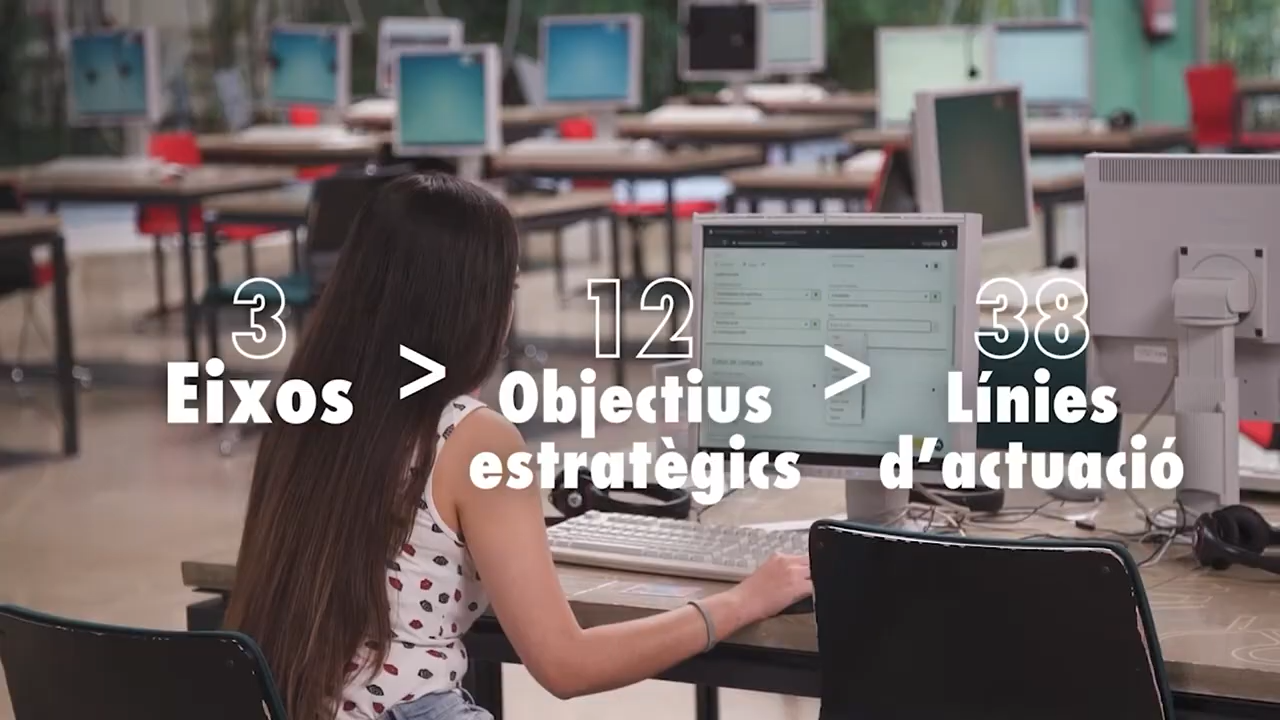 3
Eixos
>
12
Objectius
estratègics
>
38
Línies
d’actuació